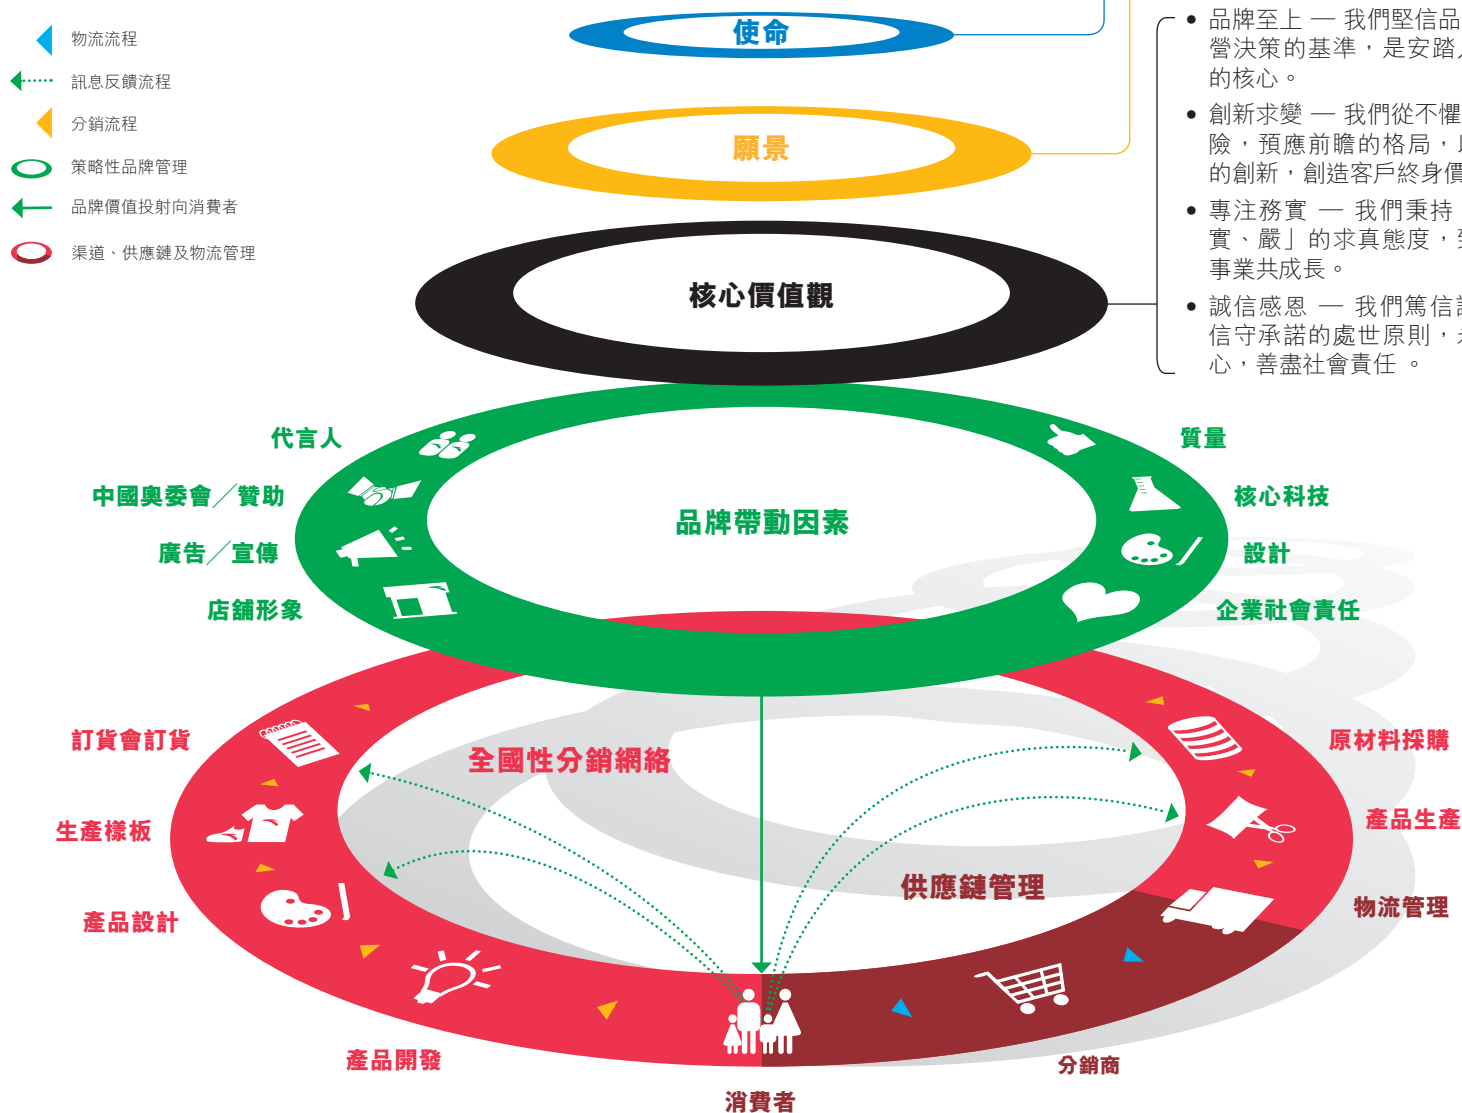 物流流程
訊息反饋流程
分銷流程
策略性品牌管理
品牌價值投射向消費者
渠道、供應鏈及物流管理
使命
願景
核心價值觀
• 品牌至上 — 我們堅信品
營決策的基準，是安踏
的核心。
• 創新求變 — 我們從不懼
險，預應前瞻的格局，
的創新，創造客戶終身價
• 專注務實 — 我們秉持
實、嚴」的求真態度，
事業共成長。
• 誠信感恩 — 我們篤信
信守承諾的處世原則，
心，善盡社會責任 。
代言人
中國奧委會／贊助
廣告／宣傳
店舖形象
品牌帶動因素
質量
核心科技
設計
企業社會責任
訂貨會訂貨
生產樣板
產品設計
產品開發
全國性分銷網絡
供應鏈管理
原材料採購
產品生產
物流管理
分銷商
消費者